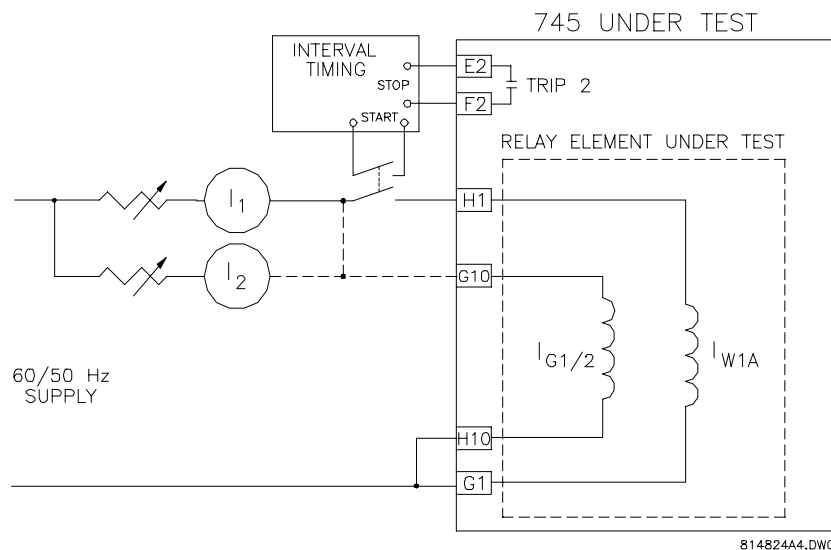 745 UNDER TEST
INTERVAL
TIMING
STOP
START
E2
F2
TRIP 2
RELAY ELEMENT UNDER TEST
I1
H1
I2
G10
IG1/2
IW1A
60/50 Hz
SUPPLY
H10
G1
814824A4.DWG